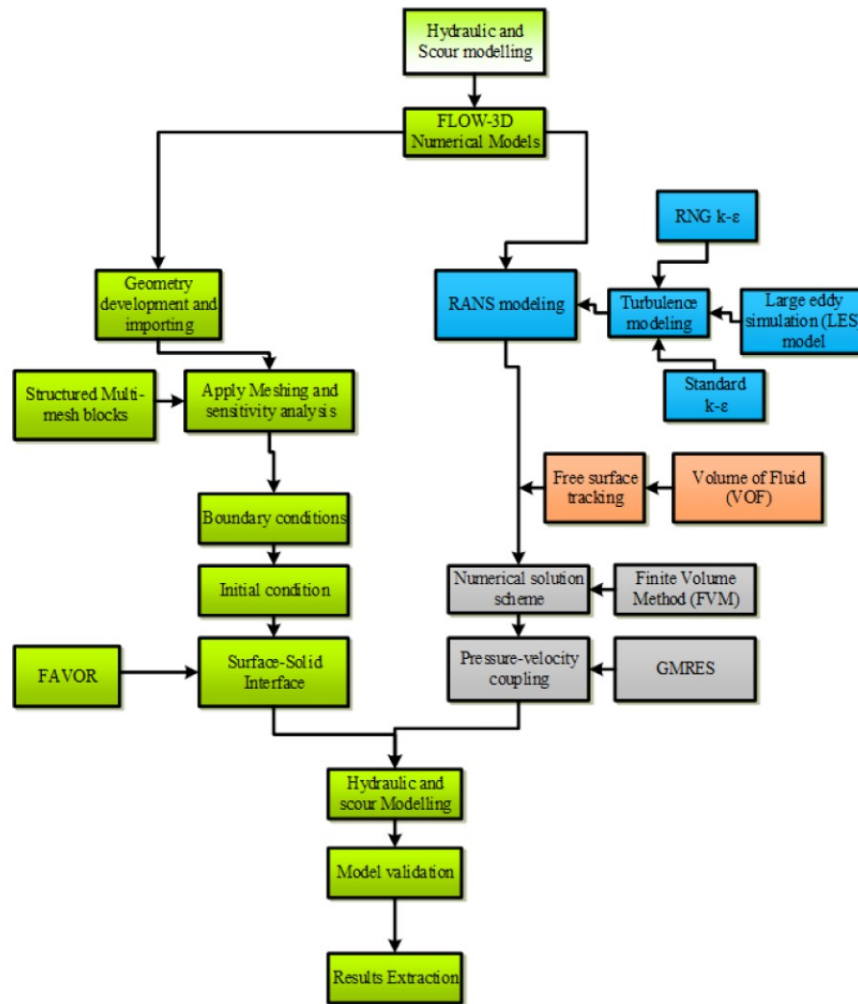 Hydraulic and
Scour modelling
FLOW-3D
Numerical Models
RNG k-ε
Geometry
development and
importing
RANS modeling
Turbulence
modeling
Large eddy
simulation (LES)
model
Structured Multi-
mesh blocks
Apply Meshing and
sensitivity analysis
Standard
k-ε
Free surface
tracking
Volume of Fluid
(VOF)
Boundary conditions
Initial condition
Numerical solution
scheme
Finite Volume
Method (FVM)
FAVOR
Surface-Solid
Interface
Pressure-velocity
coupling
GMRES
Hydraulic and
scour Modelling
Model validation
Results Extraction